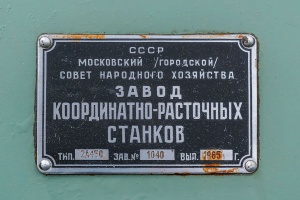 СССР
МОСКОВСКИЙ /ГОРОДСКОЙ/
СОВЕТ НАРОДНОГО ХОЗЯЙСТВА
ЗАВОД
КООРДИНАТНО-РАСТОЧНЫХ
СТАНКОВ
ТИП. 2А450 ЗАВ.№ 1040 ВЫП. 1965 Г.